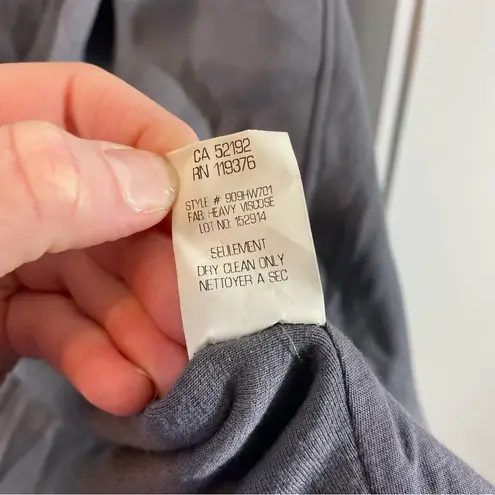 CA 52192
RN 119376
STYLE # 909HW701
FAB: HEAVY VISCOSE
LOT NO: 152914
SEULEMENT
DRY CLEAN ONLY
NETTOYER A SEC